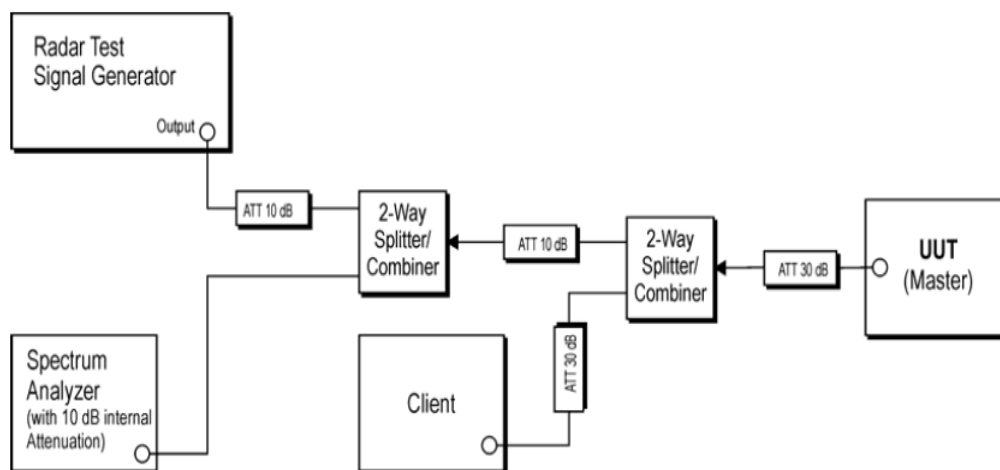 Radar Test
Signal Generator
Output
ATT 10 dB
2-Way
Splitter/
Combiner
ATT 10 dB
2-Way
Splitter/
Combiner
ATT 30 dB
UUT
(Master)
Spectrum
Analyzer
(with 10 dB internal
Attenuation)
Client
ATT 30 dB